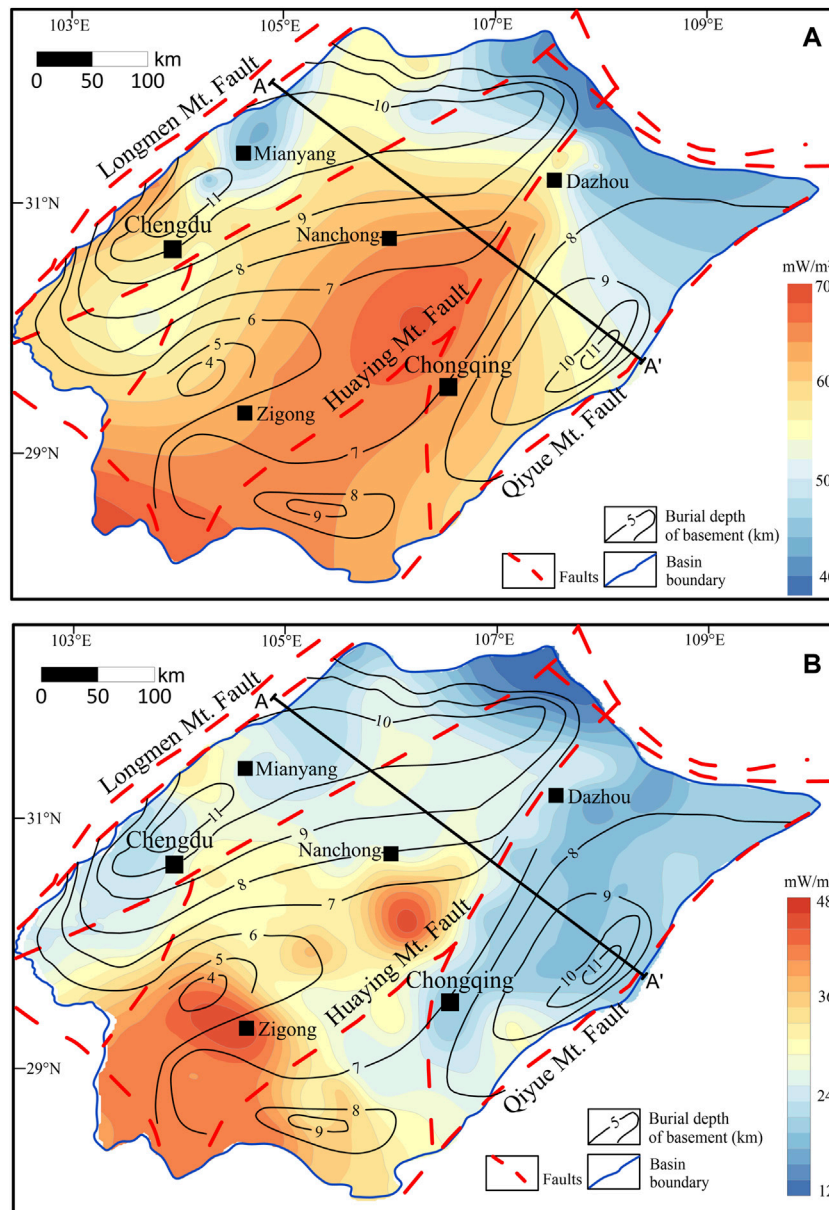 103°E 105°E 107°E 109°E
A
km
0 50 100
Longmen Mt. Fault
A
10
Mianyang
Dazhou
31°N
11
Chengdu
9
Nanchong
8
8
mW/m²
70
7
9
6
Huaying Mt. Fault
5
4
10
11
A'
60
Chongqing
Zigong
Qiyue Mt. Fault
29°N
7
50
8
9
5
Burial depth
of basement (km)
Faults
Basin
boundary
40
103°E 105°E 107°E 109°E
B
km
0 50 100
Longmen Mt. Fault
A
10
Mianyang
Dazhou
31°N
11
Chengdu
9
Nanchong
8
8
mW/m
48
7
9
6
Huaying Mt. Fault
5
4
10
11
A'
36
Chongqing
Zigong
Qiyue Mt. Fault
29°N
7
24
8
9
5
Burial depth
of basement (km)
Faults
Basin
boundary
12